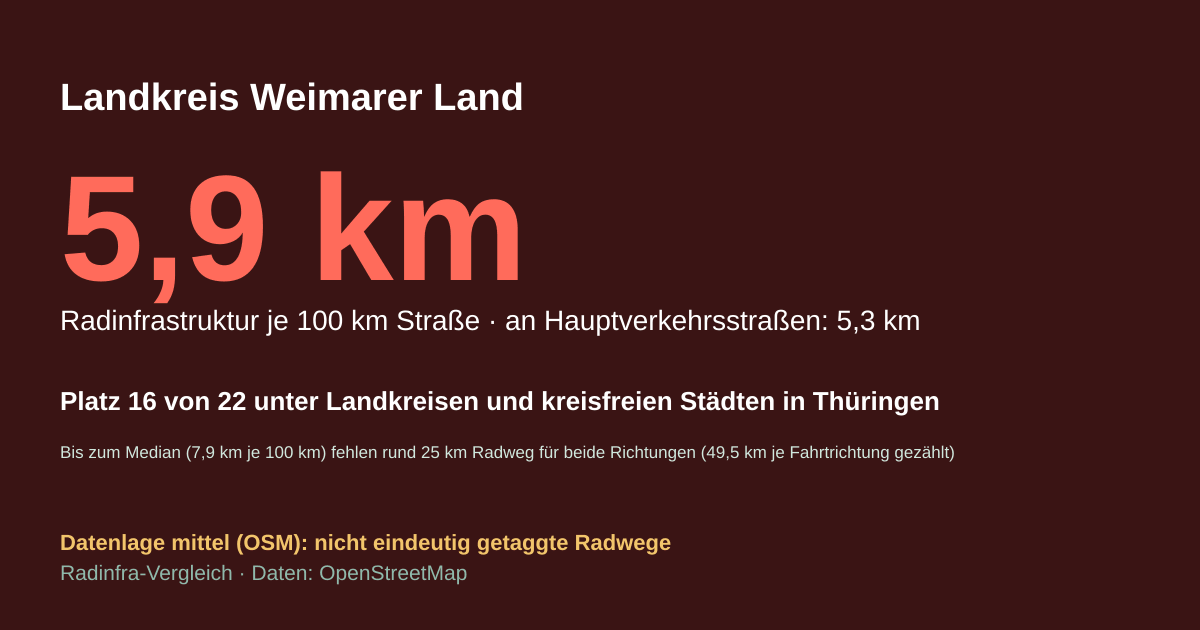 Landkreis Weimarer Land
5,9 km
Radinfrastruktur je 100 km Straße · an Hauptverkehrsstraßen: 5,3 km
Platz 16 von 22 unter Landkreisen und kreisfreien Städten in Thüringen
Bis zum Median (7,9 km je 100 km) fehlen rund 25 km Radweg für beide Richtungen (49,5 km je Fahrtrichtung gezählt)
Datenlage mittel (OSM): nicht eindeutig getaggte Radwege
Radinfra-Vergleich · Daten: OpenStreetMap